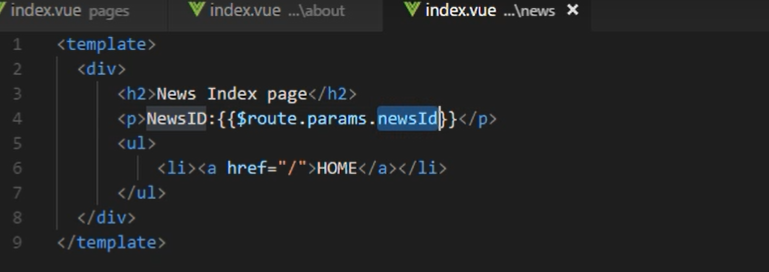 index.vue pages index.vue ...\about index.vue ...\news ×
1 <template>
2 <div>
3 <h2>News Index page</h2>
4 <p>NewsID:{{$route.params.newsId}}</p>
5 <ul>
6 <li><a href="/">HOME</a></li>
7 </ul>
8 </div>
9 </template>